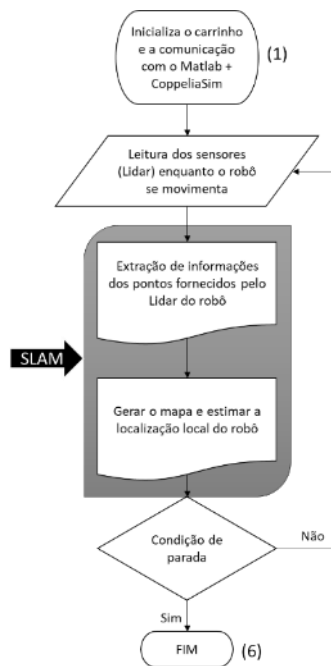 Inicializa o carrinho
e a comunicação
com o Matlab +
CoppeliaSim
(1)
Leitura dos sensores
(Lidar) enquanto o robô
se movimenta
Extração de informações
dos pontos fornecidos pelo
Lidar do robô
SLAM
Gerar o mapa e estimar a
localização local do robô
Condição de
parada
Não
Sim
FIM
(6)